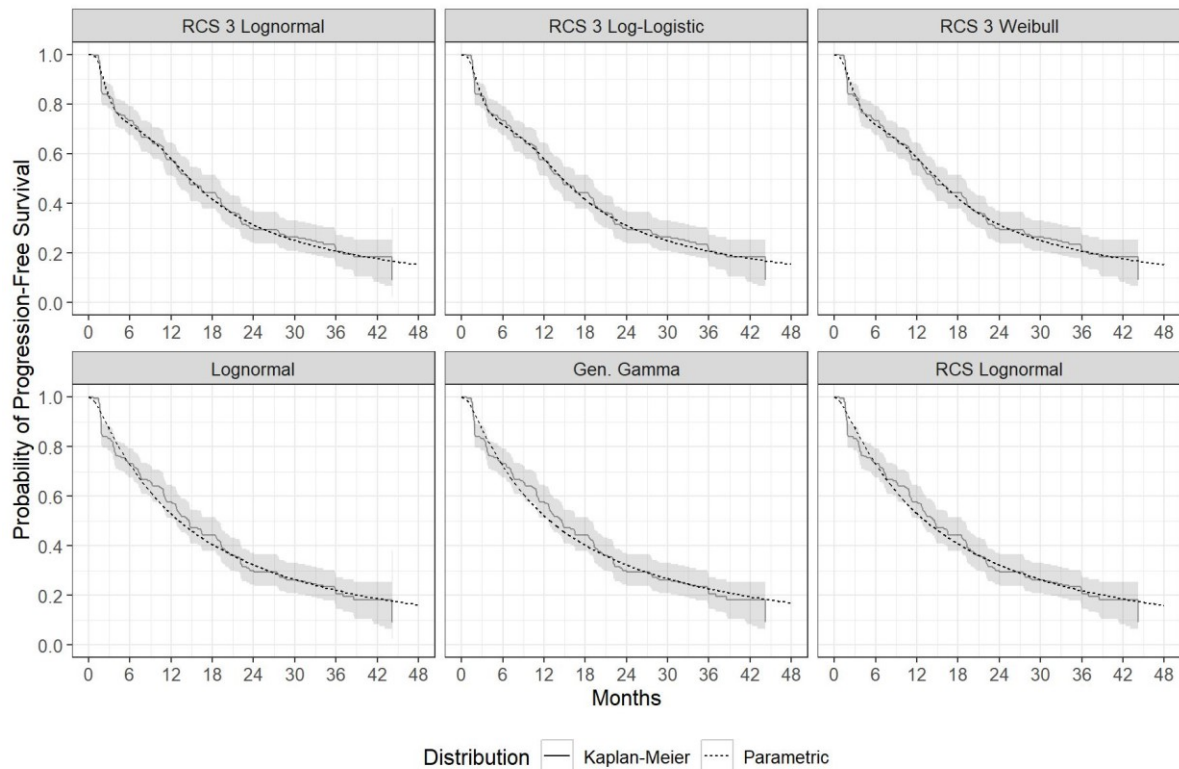 RCS 3 Lognormal
RCS 3 Log-Logistic
RCS 3 Weibull
Probability of Progression-Free Survival
1.0
0.8
0.6
0.4
0.2
0.0
0 6 12 18 24 30 36 42 48
0 6 12 18 24 30 36 42 48
0 6 12 18 24 30 36 42 48
Lognormal
Gen. Gamma
RCS Lognormal
1.0
0.8
0.6
0.4
0.2
0.0
0 6 12 18 24 30 36 42 48
0 6 12 18 24 30 36 42 48
0 6 12 18 24 30 36 42 48
Months
Distribution Kaplan-Meier Parametric